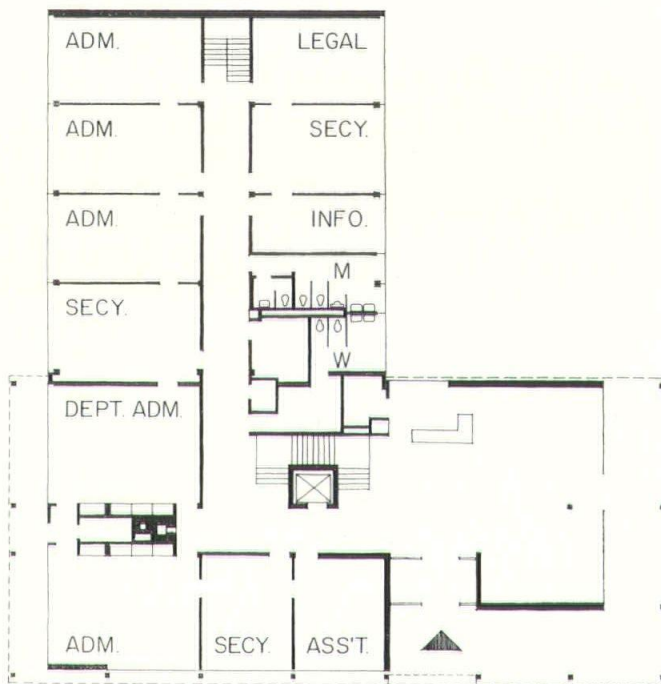 ADM. LEGAL
ADM. SECY.
ADM. INFO.
M
SECY.
W
DEPT. ADM.
ADM. SECY. ASS'T.